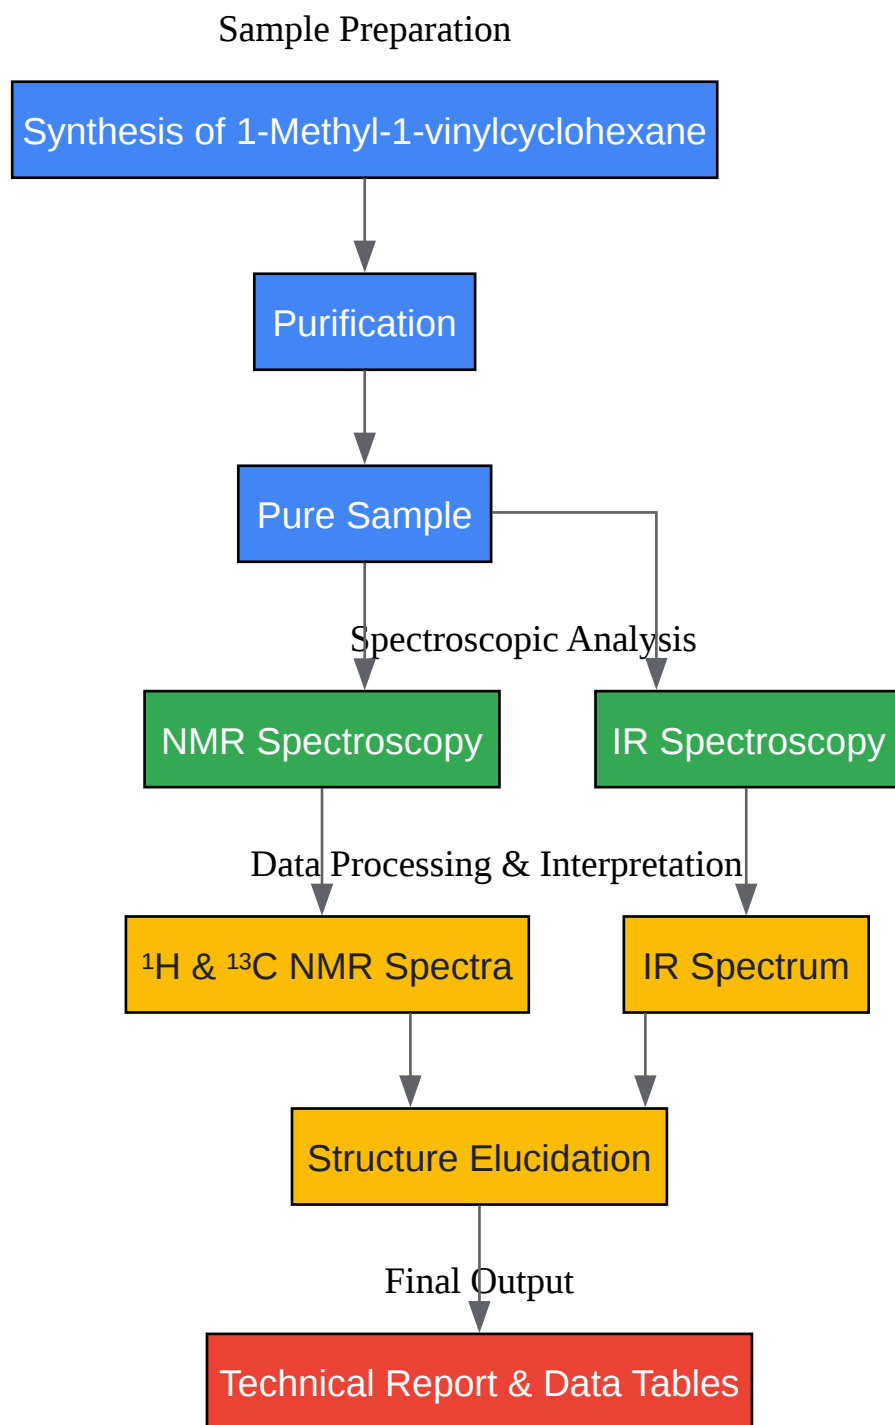 Sample Preparation
Synthesis of 1-Methyl-1-vinylcyclohexane
Purification
Pure Sample
Spectroscopic Analysis
NMR Spectroscopy
IR Spectroscopy
Data Processing & Interpretation
¹H & ¹³C NMR Spectra
IR Spectrum
Structure Elucidation
Final Output
Technical Report & Data Tables